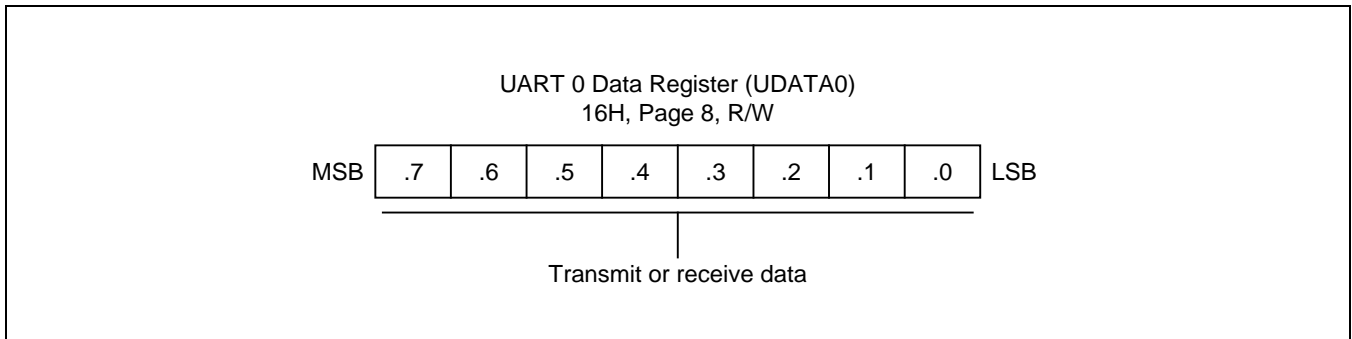 UART 0 Data Register (UDATA0)
16H, Page 8, R/W
MSB .7 .6 .5 .4 .3 .2 .1 .0 LSB
Transmit or receive data